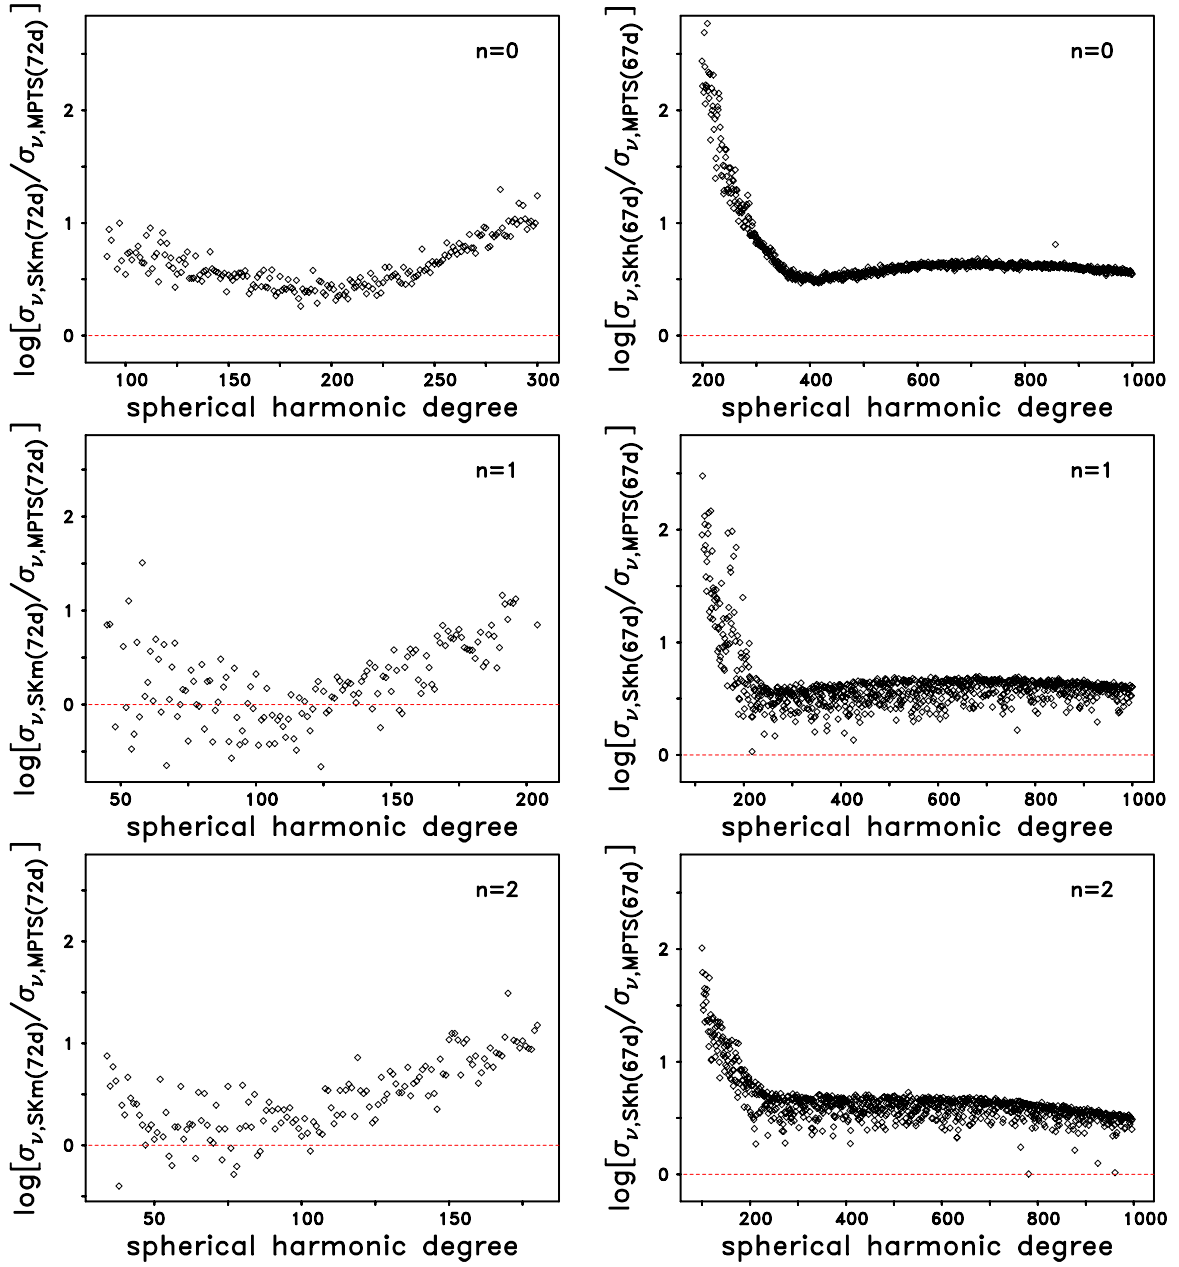 log[σν,SKm(72d)/σν,MPTS(72d)]
n=0
2
1
0
100 150 200 250 300
spherical harmonic degree
log[σν,SKh(67d)/σν,MPTS(67d)]
n=0
2
1
0
200 400 600 800 1000
spherical harmonic degree
log[σν,SKm(72d)/σν,MPTS(72d)]
n=1
2
1
0
50 100 150 200
spherical harmonic degree
log[σν,SKh(67d)/σν,MPTS(67d)]
n=1
2
1
0
200 400 600 800 1000
spherical harmonic degree
log[σν,SKm(72d)/σν,MPTS(72d)]
n=2
2
1
0
50 100 150
spherical harmonic degree
log[σν,SKh(67d)/σν,MPTS(67d)]
n=2
2
1
0
200 400 600 800 1000
spherical harmonic degree